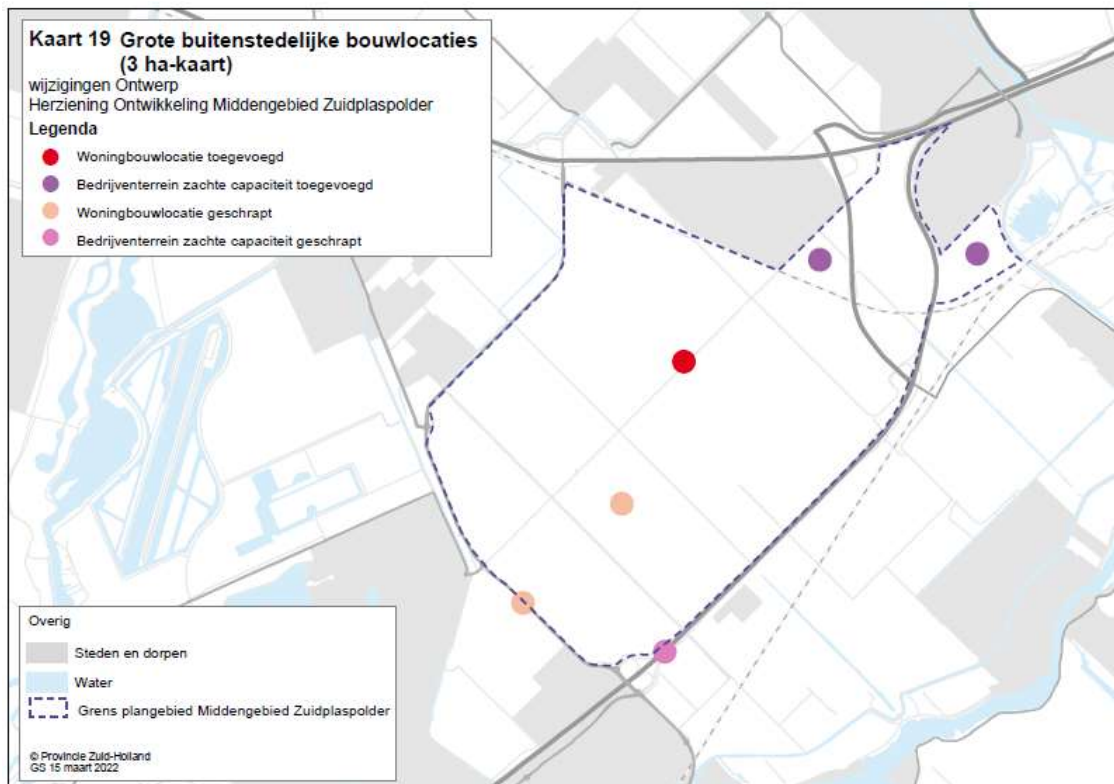 Kaart 19 Grote buitenstedelijke bouwlocaties
(3 ha-kaart)
wijzigingen Ontwerp
Herziening Ontwikkeling Middengebied Zuidplaspolder
Legenda
Woningbouwlocatie toegevoegd
Bedrijventerrein zachte capaciteit toegevoegd
Woningbouwlocatie geschrapt
Bedrijventerrein zachte capaciteit geschrapt
Overig
Steden en dorpen
Water
Grens plangebied Middengebied Zuidplaspolder
© Provincie Zuid-Holland
GS 15 maart 2022